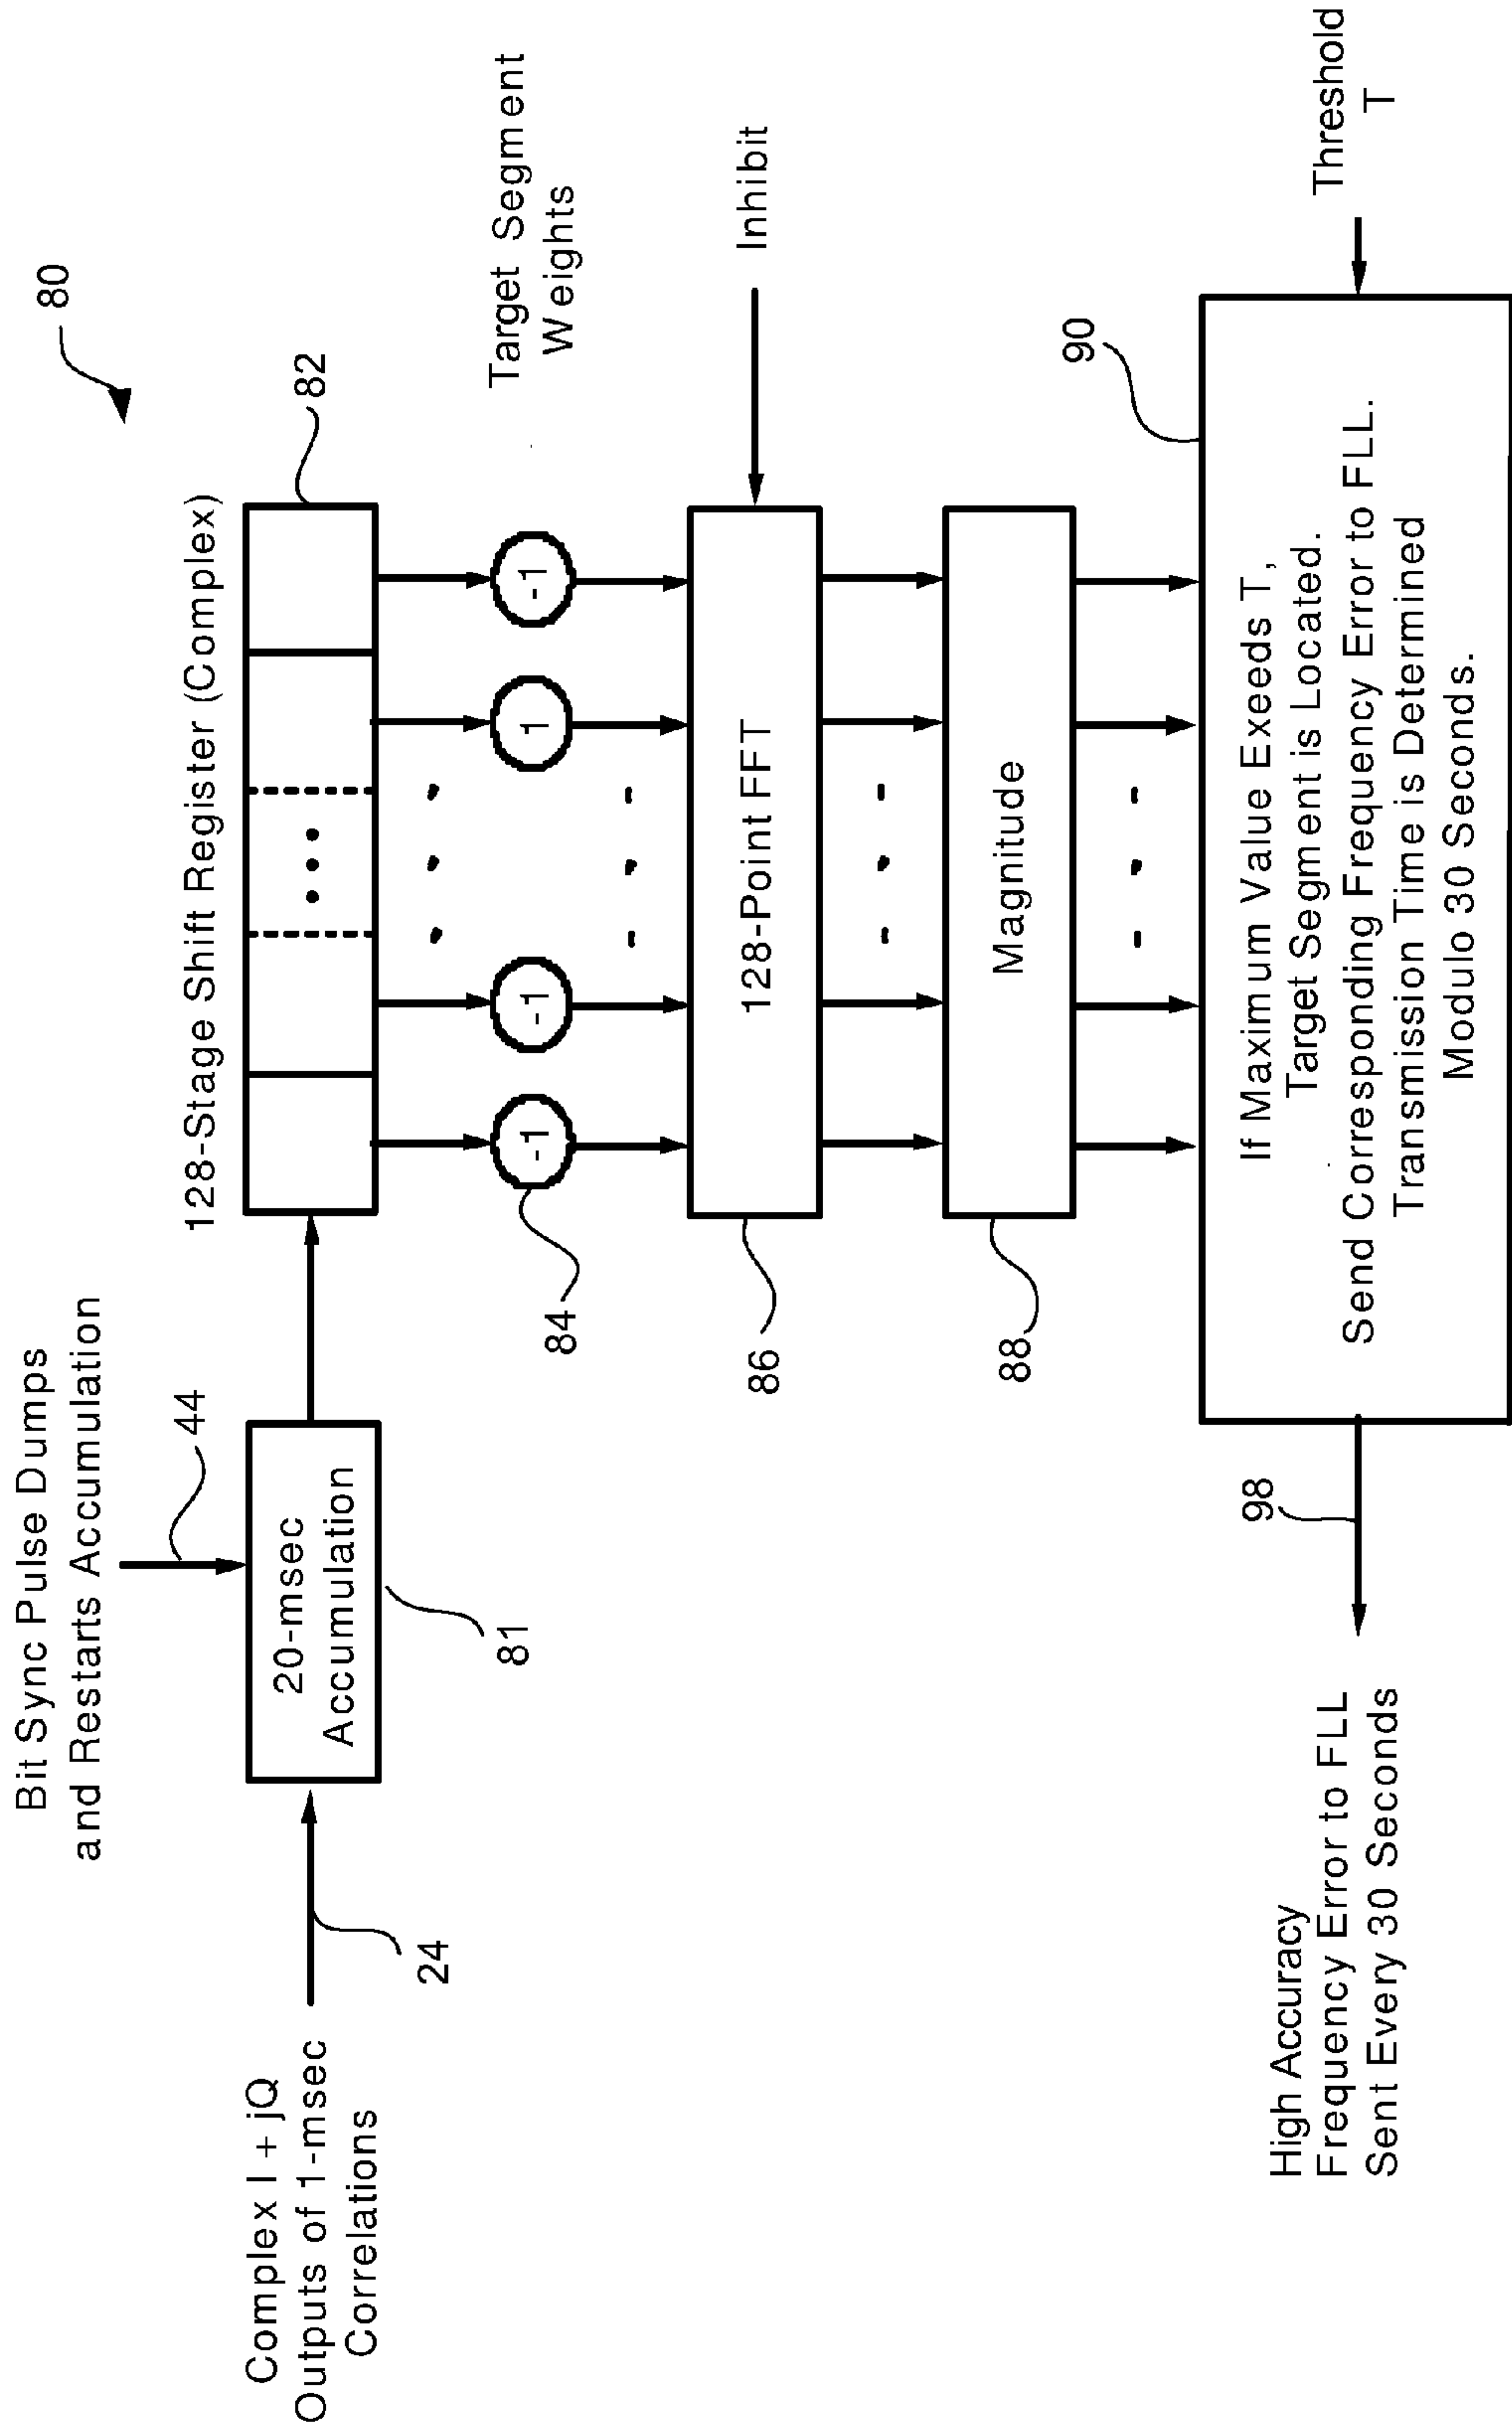 80
Bit Sync Pulse Dumps
and Restarts Accumulation
44
128-Stage Shift Register (Complex)
82
Complex I + jQ
Outputs of 1-msec
Correlations
24
20-msec
Accumulation
81
84
-1
-1
1
-1
Target Segment
Weights
86
128-Point FFT
Inhibit
88
Magnitude
90
If Maximum Value Exeeds T,
Target Segment is Located.
Send Corresponding Frequency Error to FLL.
Transmission Time is Determined
Modulo 30 Seconds.
Threshold
T
98
High Accuracy
Frequency Error to FLL
Sent Every 30 Seconds